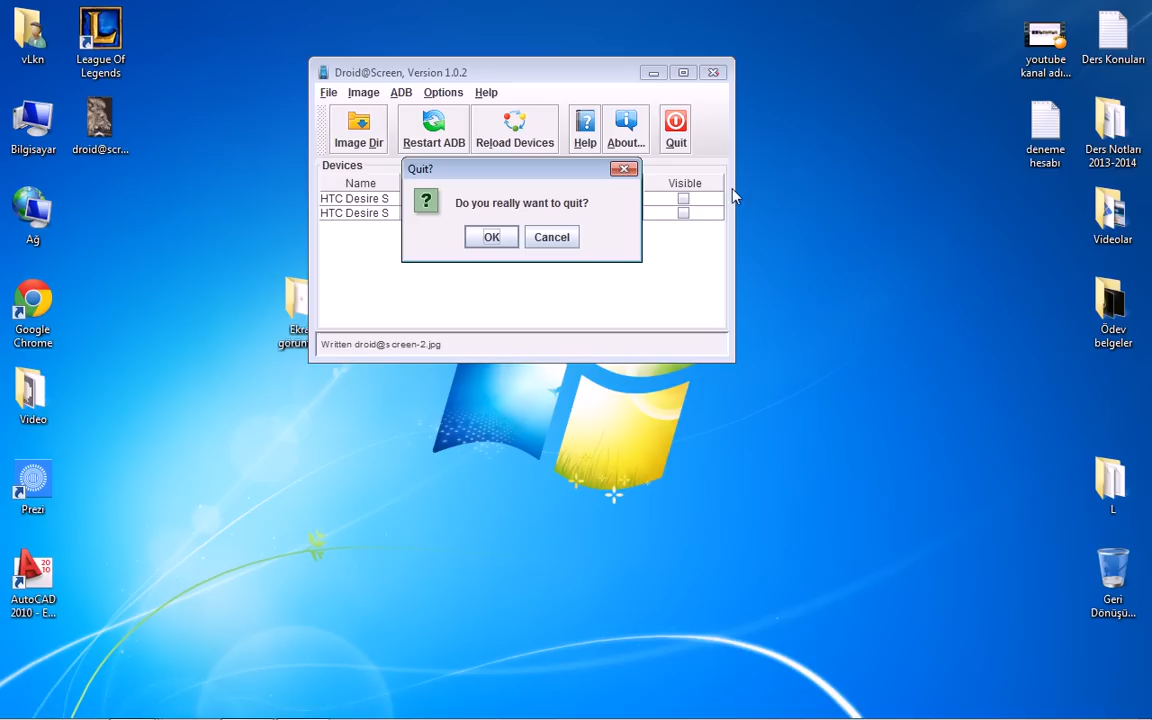 vLkn
League Of
Legends
youtube
kanal adı...
Ders Konuları
Bilgisayar
droid@scr...
deneme
hesabı
Ders Notları
2013-2014
Ağ
Videolar
Google
Chrome
Ödev
belgeler
Video
Prezi
L
AutoCAD
2010 - E...
Geri
Dönüşü...
Droid@Screen, Version 1.0.2
File Image ADB Options Help
Image Dir Restart ADB Reload Devices Help About... Quit
Devices
Name Visible
HTC Desire S
HTC Desire S
Quit?
Do you really want to quit?
OK Cancel
Written droid@screen-2.jpg